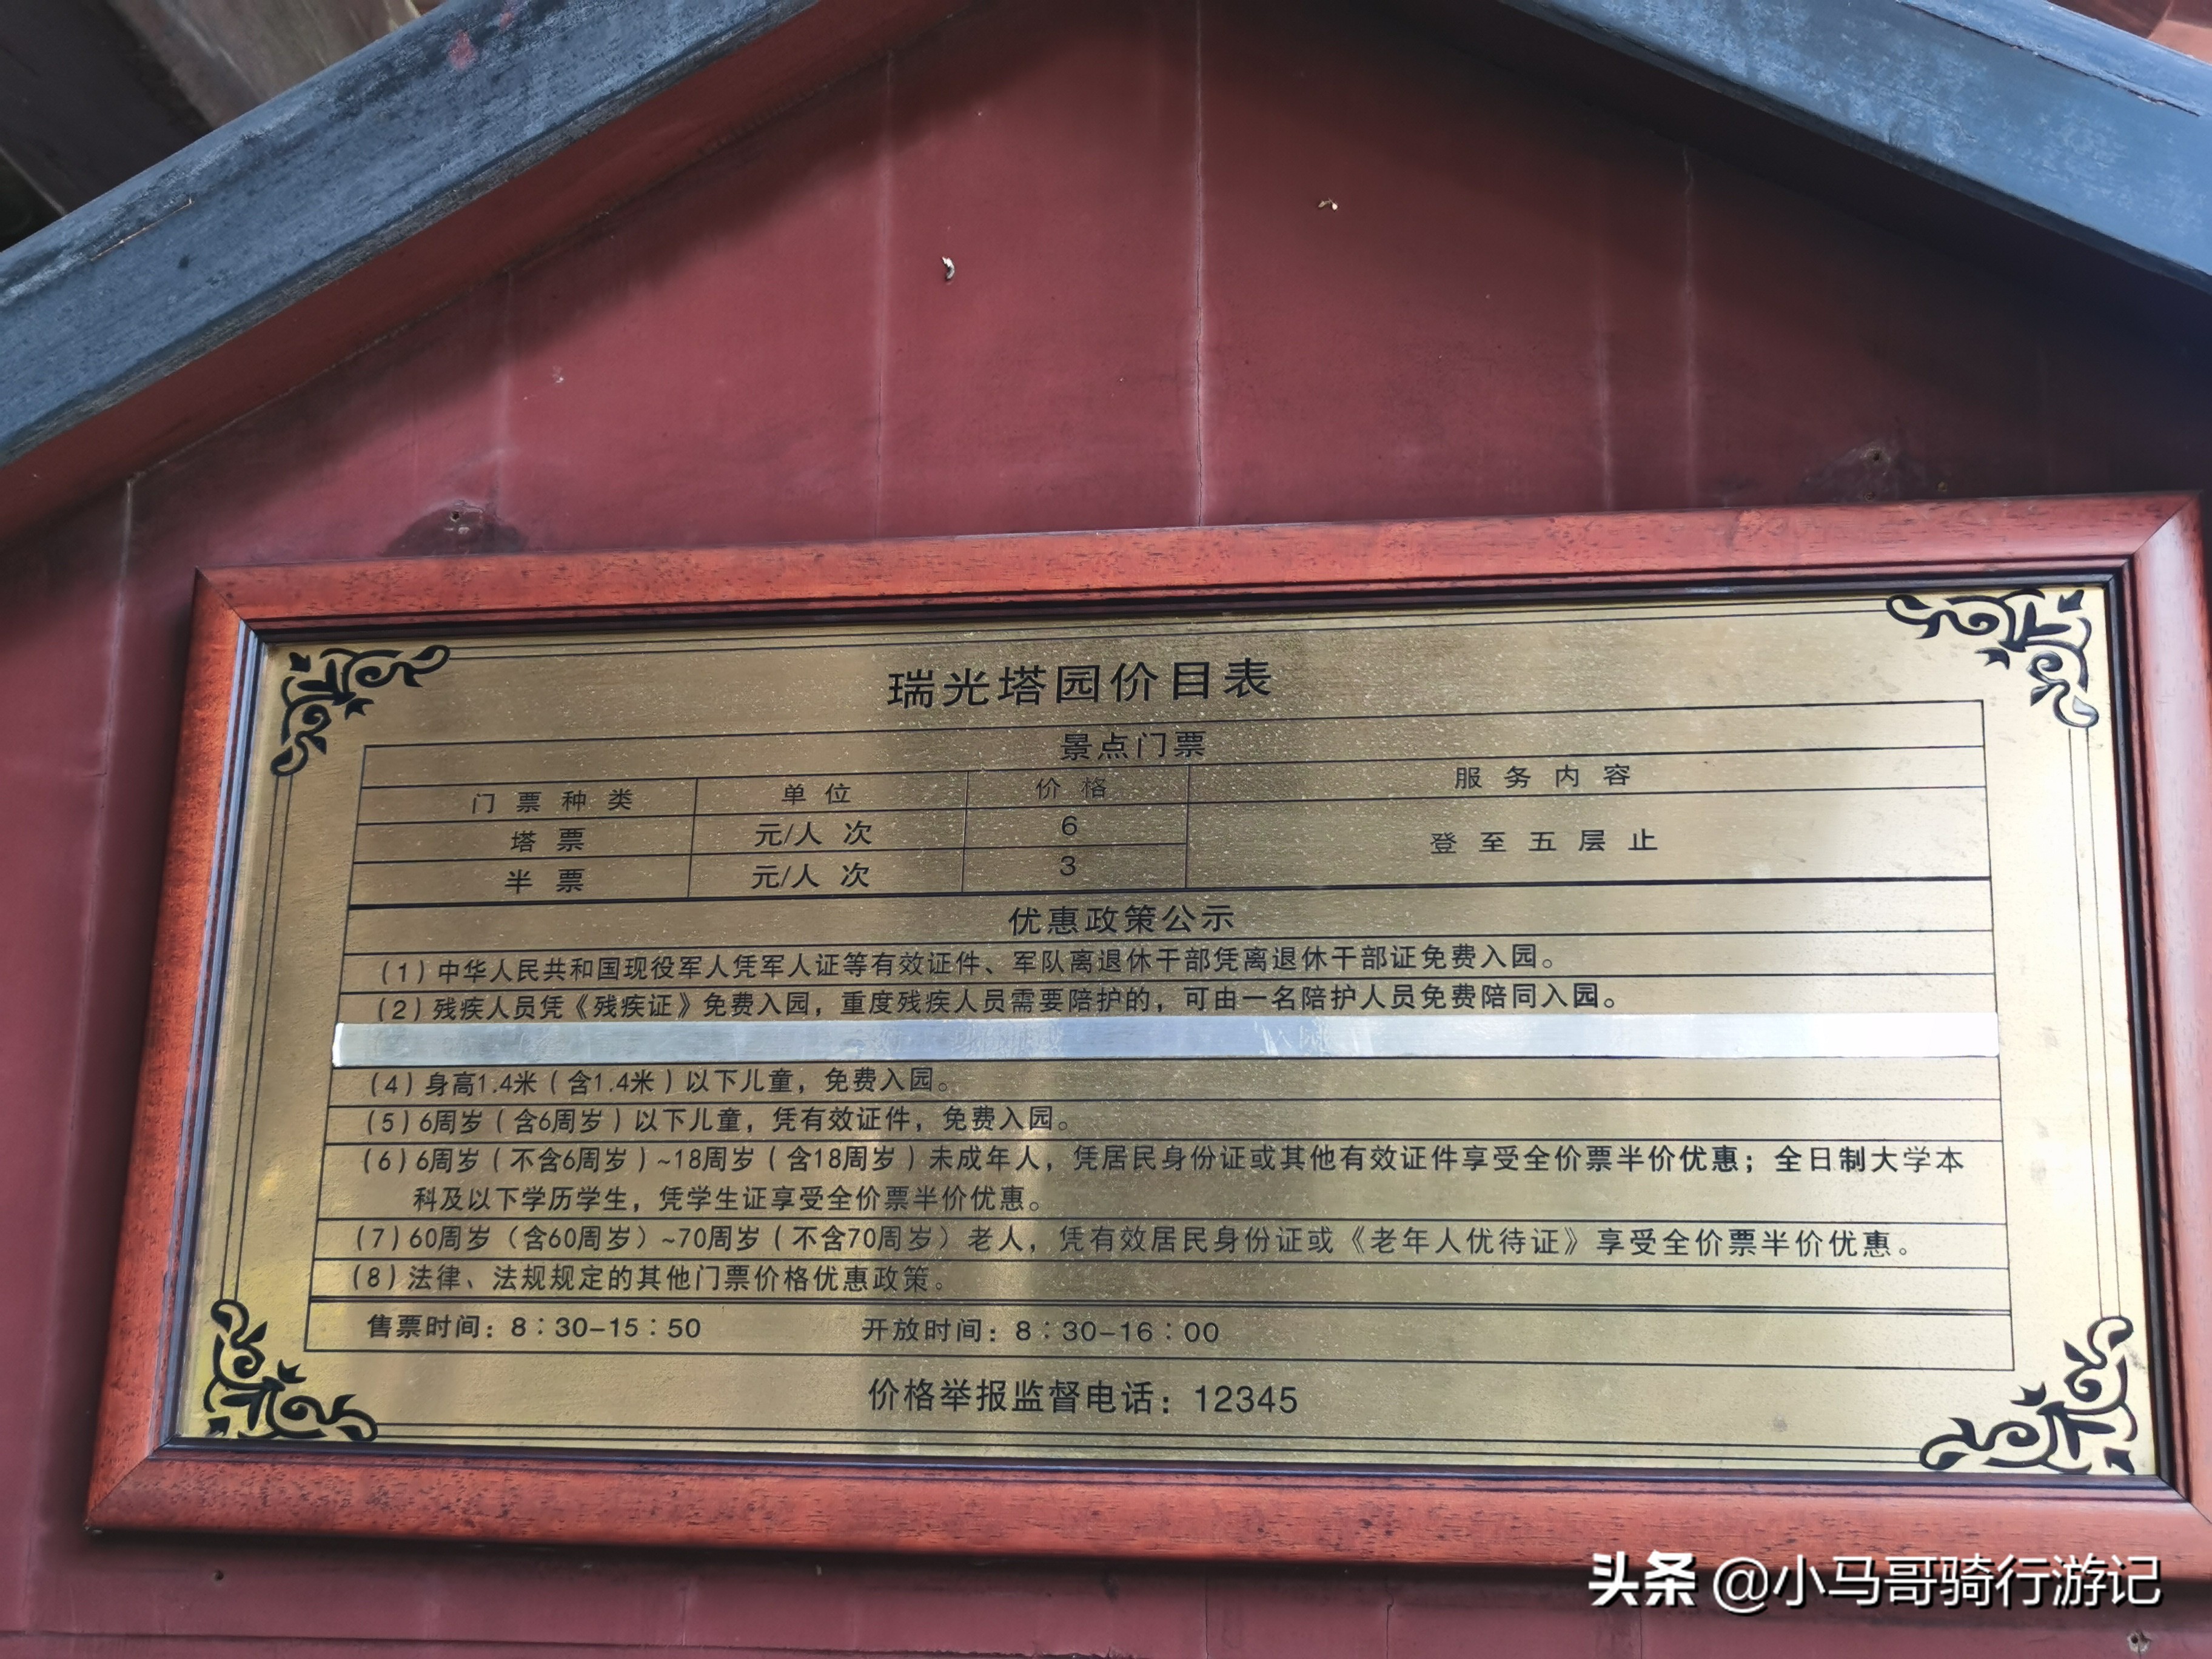 瑞光塔园价目表
景点门票
门票种类 单位 价格 服务内容
塔票 元/人次 6 登至五层止
半票 元/人次 3
优惠政策公示
(1)中华人民共和国现役军人凭军人证等有效证件、军队离退休干部凭离退休干部证免费入园。
(2)残疾人员凭《残疾证》免费入园，重度残疾人员需要陪护的，可由一名陪护人员免费陪同入园。
(4)身高1.4米（含1.4米）以下儿童，免费入园。
(5)6周岁（含6周岁）以下儿童，凭有效证件，免费入园。
(6)6周岁（不含6周岁）~18周岁（含18周岁）未成年人，凭居民身份证或其他有效证件享受全价票半价优惠；全日制大学本
科及以下学历学生，凭学生证享受全价票半价优惠。
(7)60周岁（含60周岁）~70周岁（不含70周岁）老人，凭有效居民身份证或《老年人优待证》享受全价票半价优惠。
(8)法律、法规规定的其他门票价格优惠政策。
售票时间：8：30-15：50 开放时间：8：30-16：00
价格举报监督电话：12345
头条 @小马哥骑行游记